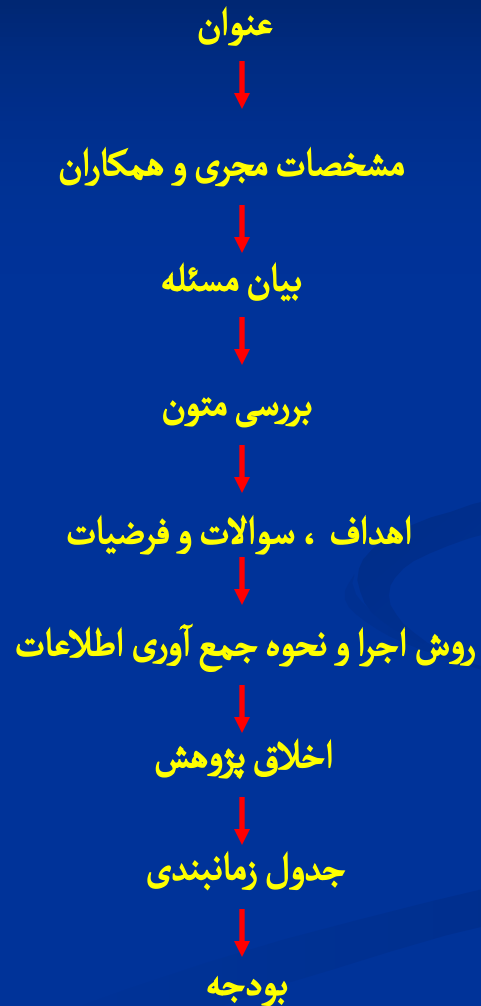 عنوان
مشخصات مجری و همکاران
بیان مسئله
بررسی متون
اهداف ، سوالات و فرضیات
روش اجرا و نحوه جمع آوری اطلاعات
اخلاق پژوهش
جدول زمانبندی
بودجه